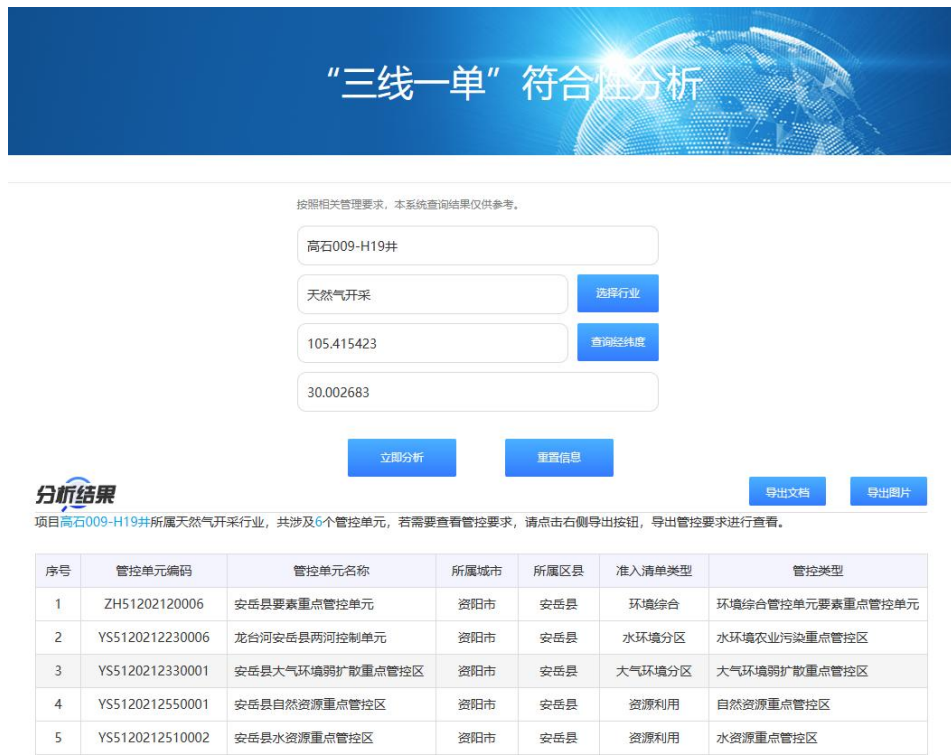 “三线一单”符合性分析
按照相关管理要求，本系统查询结果仅供参考。
高石009-H19井
天然气开采 选择行业
105.415423 查询经纬度
30.002683
立即分析 重置信息
分析结果 导出文档 导出图片
项目高石009-H19井所属天然气开采行业，共涉及6个管控单元，若需要查看管控要求，请点击右侧导出按钮，导出管控要求进行查看。
序号 管控单元编码 管控单元名称 所属城市 所属区县 准入清单类型 管控类型
1 ZH51202120006 安岳县要素重点管控单元 资阳市 安岳县 环境综合 环境综合管控单元要素重点管控单元
2 YS5120212230006 龙台河安岳县两河控制单元 资阳市 安岳县 水环境分区 水环境农业污染重点管控区
3 YS5120212330001 安岳县大气环境弱扩散重点管控区 资阳市 安岳县 大气环境分区 大气环境弱扩散重点管控区
4 YS5120212550001 安岳县自然资源重点管控区 资阳市 安岳县 资源利用 自然资源重点管控区
5 YS5120212510002 安岳县水资源重点管控区 资阳市 安岳县 资源利用 水资源重点管控区